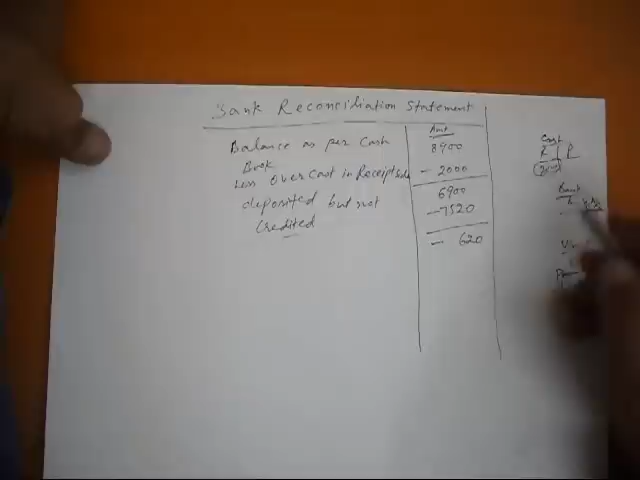 Bank Reconciliation Statement
Amt
Balance as per Cash 8900
Book
Less Over Cast in Receipt side - 2000
6900
deposited but not - 7520
Credited
- 620
Cash
R P
Bank